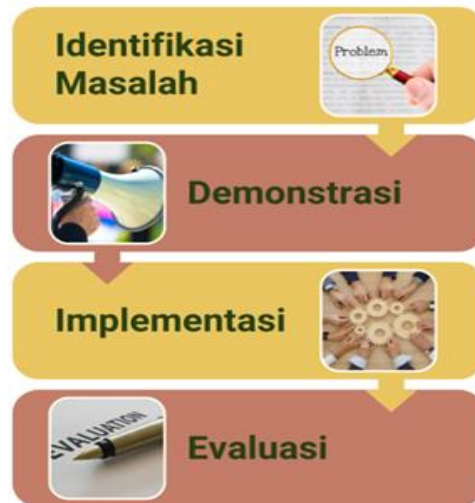 Identifikasi
Masalah
Problem
Demonstrasi
Implementasi
EVALUATION
Evaluasi